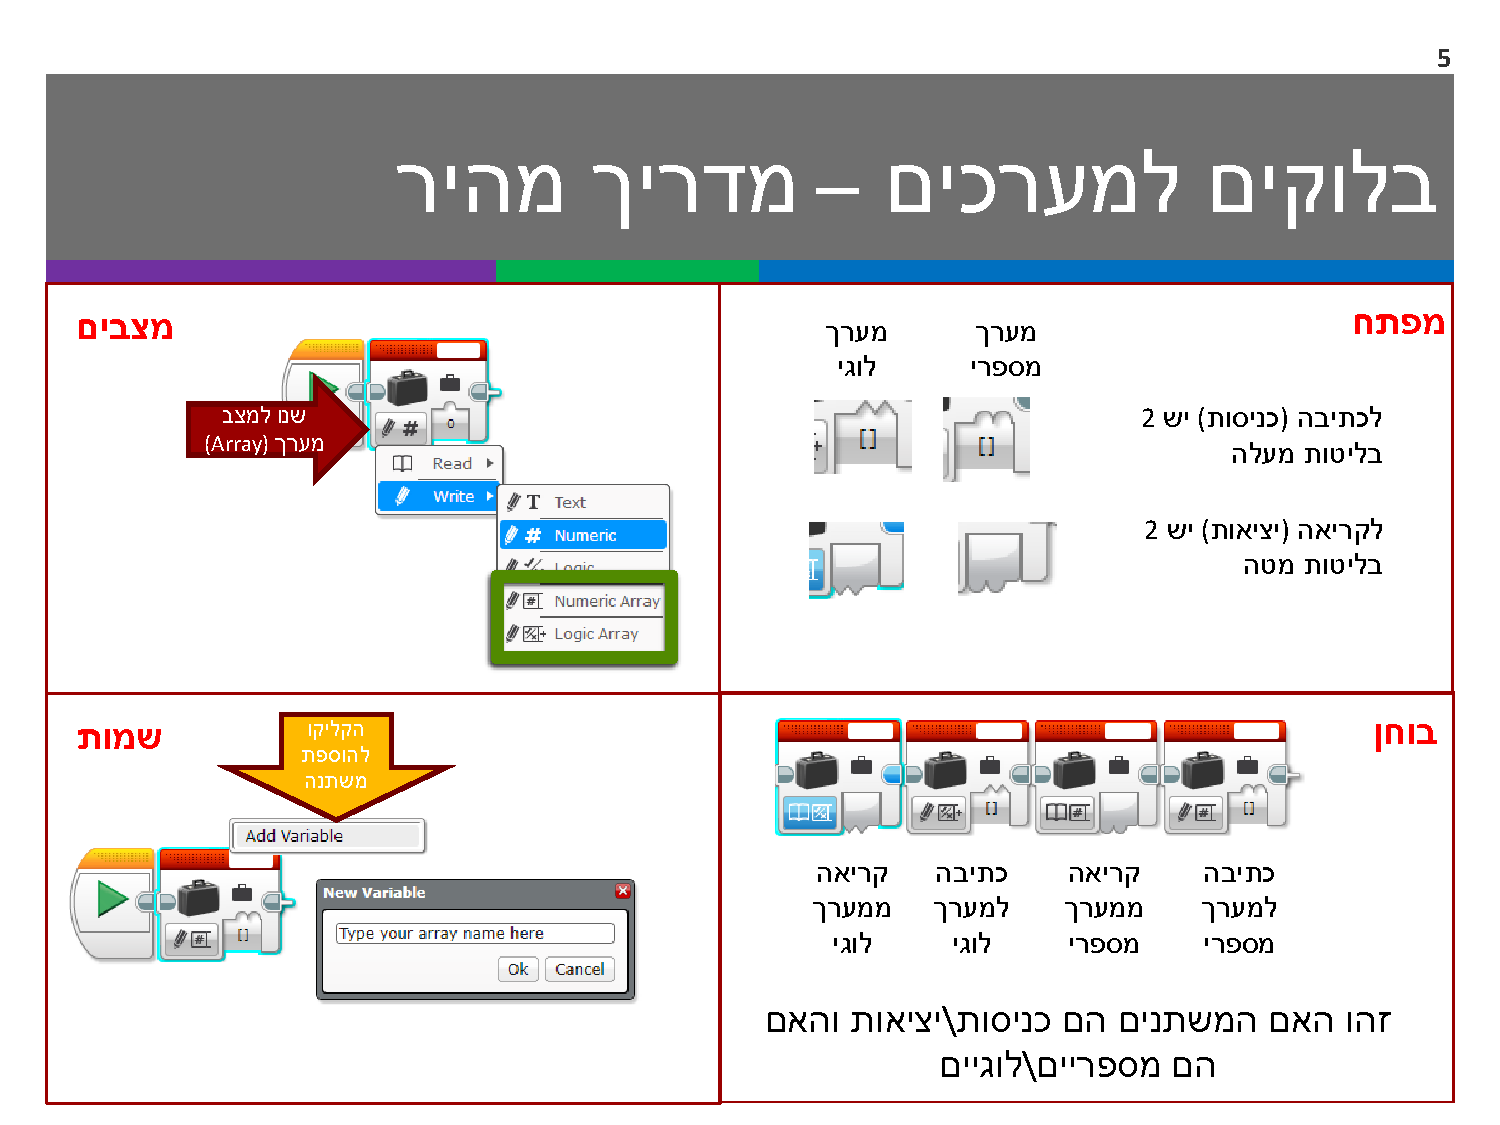 5
בלוקים למערכים – מדריך מהיר
מפתח
מערך מערך
מספרי לוגי
לכתיבה (כניסות) יש 2
בליטות מעלה
לקריאה (יציאות) יש 2
בליטות מטה
[ ] [ ]
מצבים
שנו למצב
מערך (Array)
#
0
Read
Write
T Text
# Numeric
Logic
# Numeric Array
Logic Array
בוחן
[ ] # # [ ]
קריאה כתיבה קריאה כתיבה
ממערך למערך ממערך למערך
לוגי לוגי מספרי מספרי
זהו האם המשתנים הם כניסות\יציאות והאם
הם מספריים\לוגיים
שמות
הקליקו
להוספת
משתנה
Add Variable
# [ ]
New Variable
Type your array name here
Ok Cancel